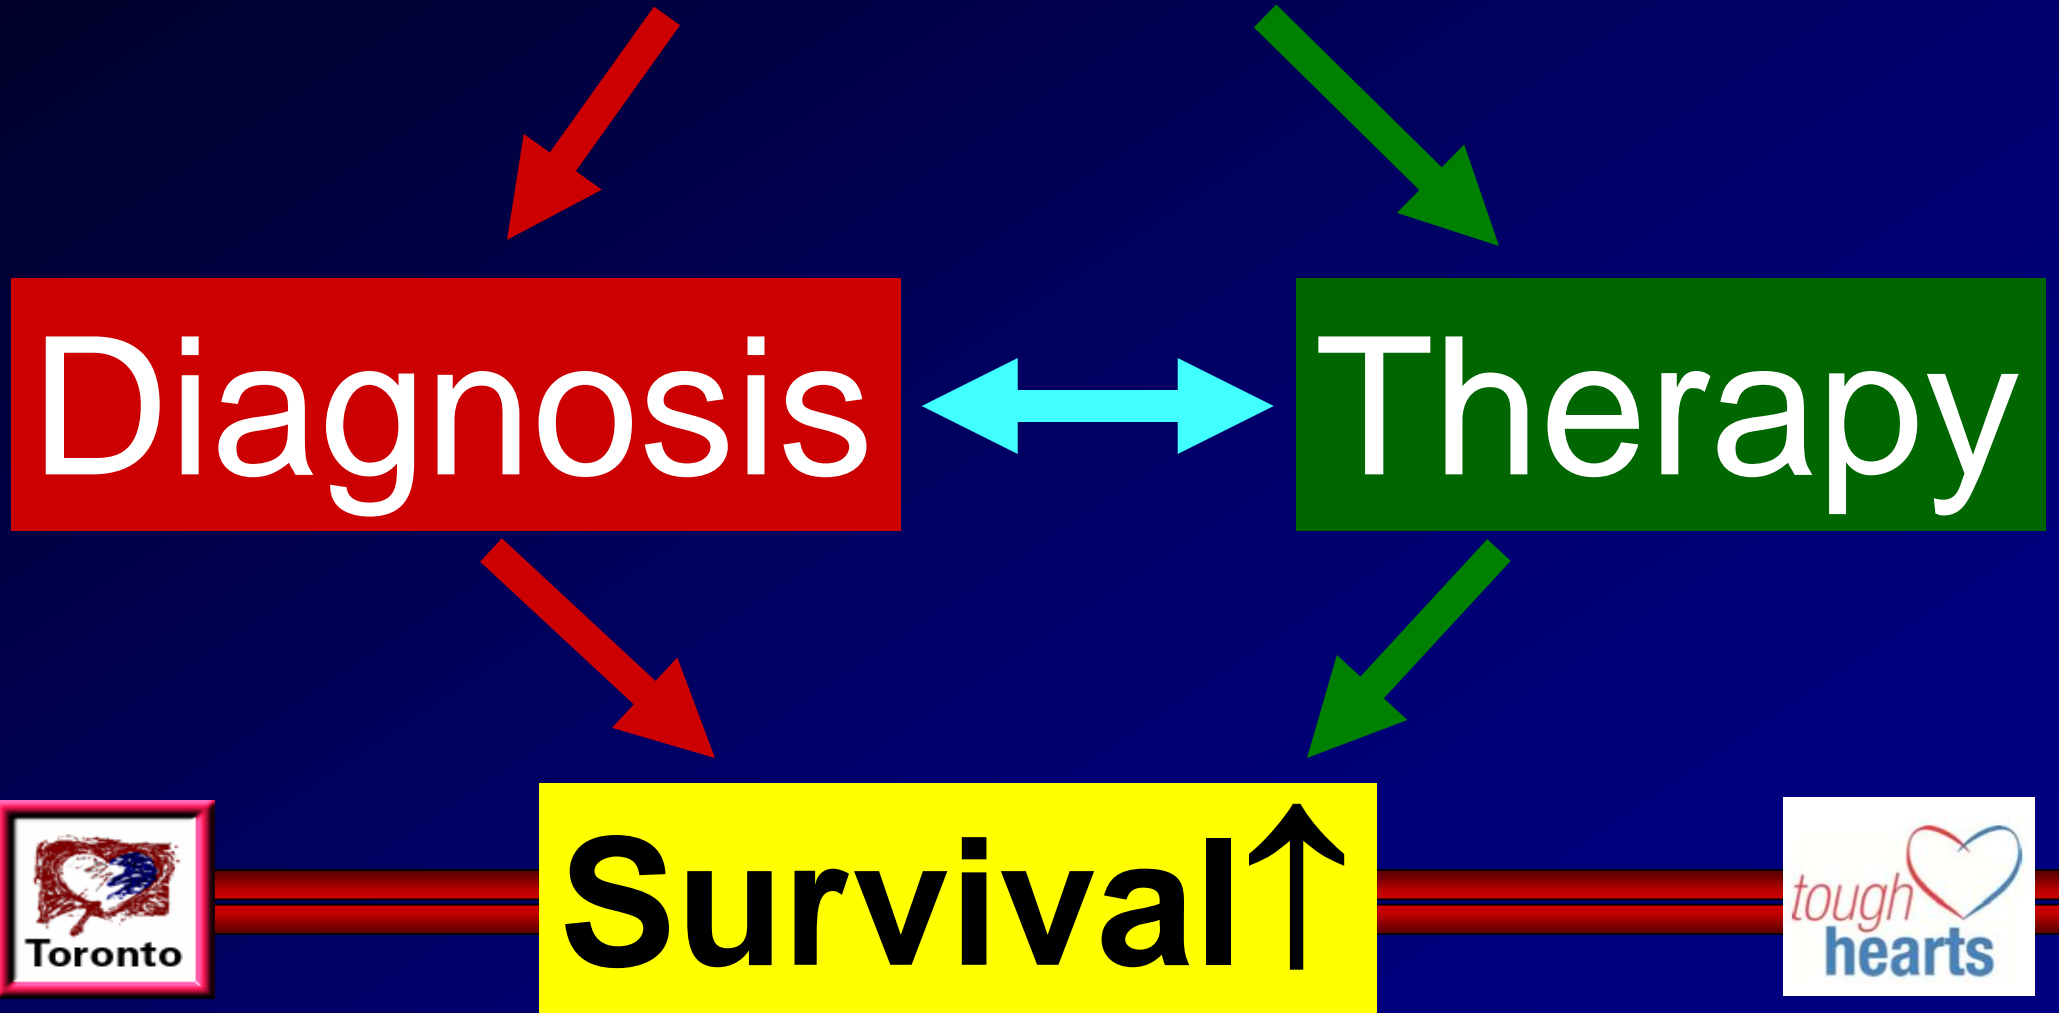 Diagnosis
Therapy
Survival↑
Toronto
tough
hearts